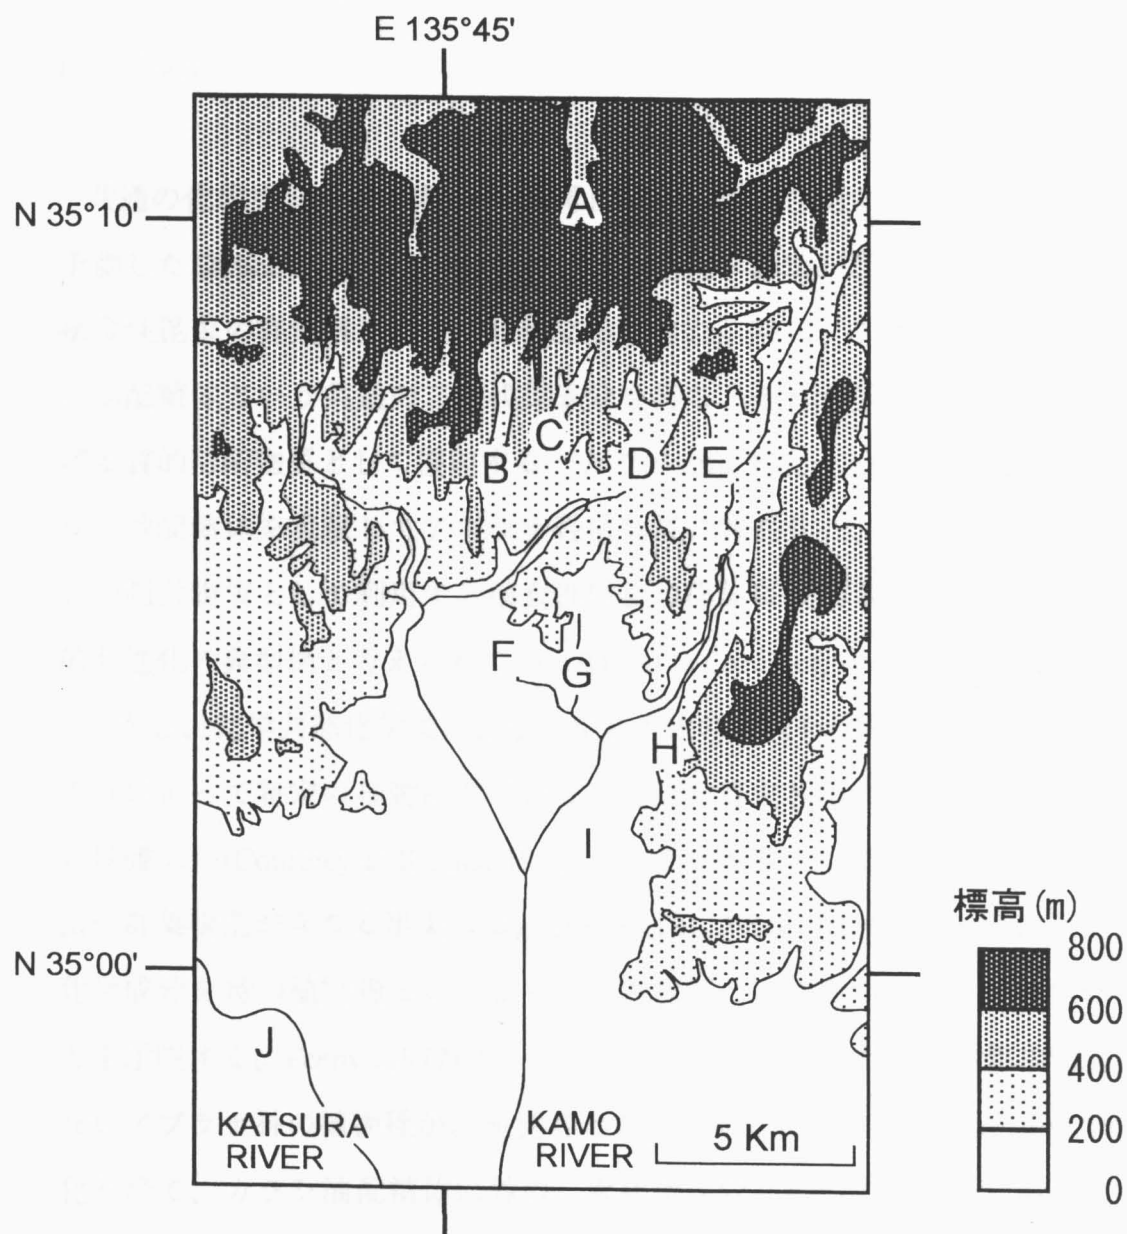 E 135°45'
N 35°10'
A
B
C
D
E
F
G
H
I
N 35°00'
J
KATSURA
RIVER
KAMO
RIVER
5 Km
標高(m)
800
600
400
200
0